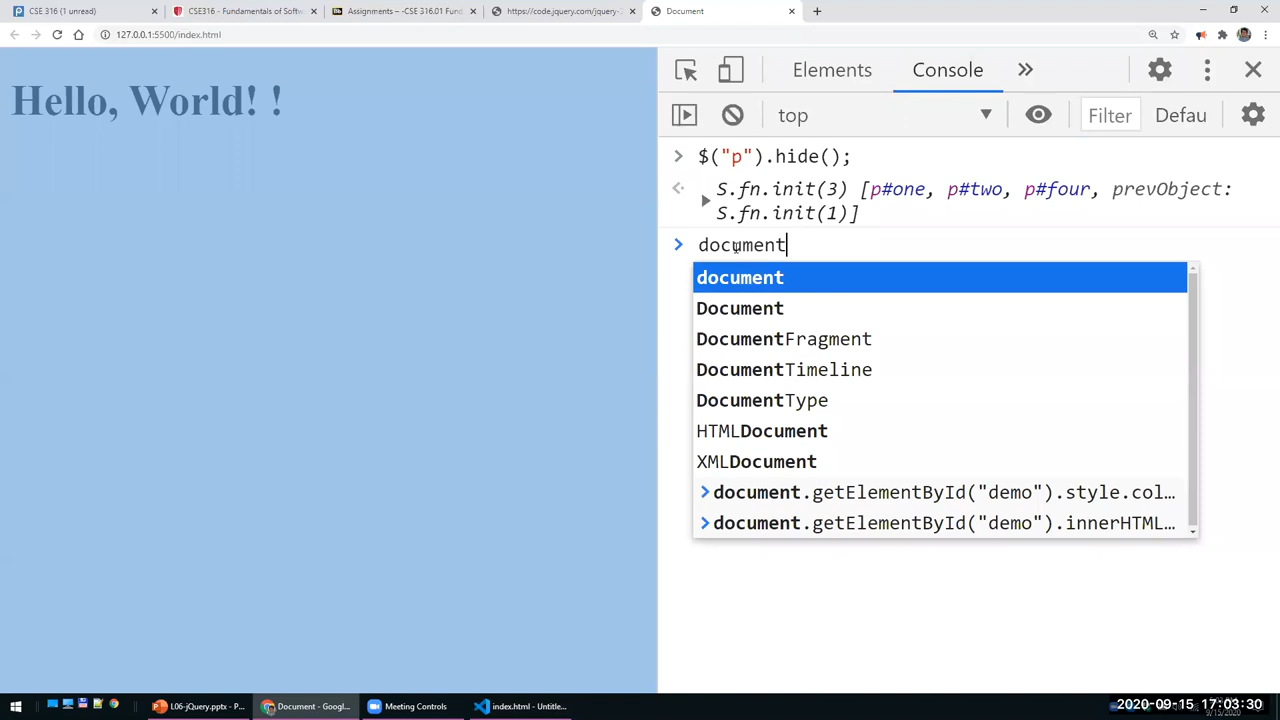 CSE 316 (1 unread)
CSE316 - Fundamentals of Softw
Assignments – -CSE 316.01 Fund
https://code.jquery.com/jquery-
Document
127.0.0.1:5500/index.html
Hello, World! !
Elements
Console
top
Filter
Defau
$("p").hide();
S.fn.init(3) [p#one, p#two, p#four, prevObject:
S.fn.init(1)]
document
document
Document
DocumentFragment
DocumentTimeline
DocumentType
HTMLDocument
XMLDocument
document.getElementById("demo").style.col…
document.getElementById("demo").innerHTML…
L06-jQuery.pptx - P...
Document - Googl...
Meeting Controls
index.html - Untitle...
2020-09-15 17:03:30
9/15/2020